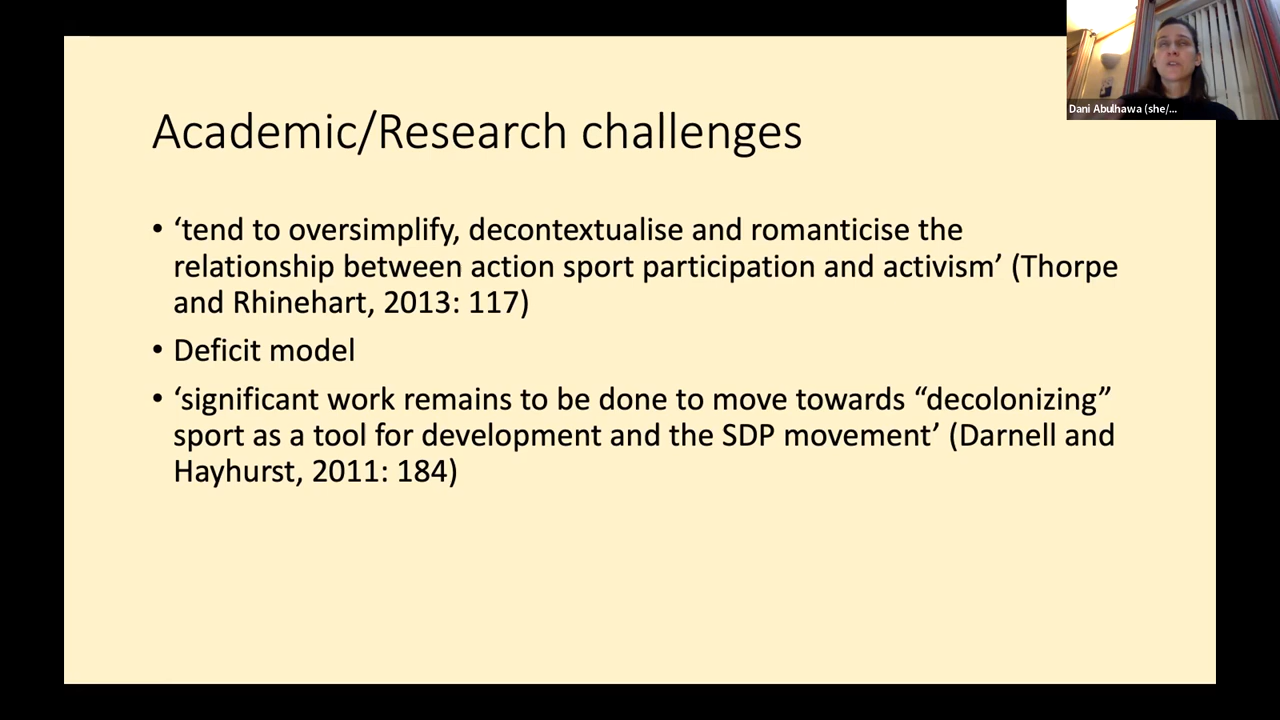 Academic/Research challenges
• ‘tend to oversimplify, decontextualise and romanticise the
relationship between action sport participation and activism’ (Thorpe
and Rhinehart, 2013: 117)
• Deficit model
• ‘significant work remains to be done to move towards “decolonizing”
sport as a tool for development and the SDP movement’ (Darnell and
Hayhurst, 2011: 184)
Dani Abulhawa (she/...